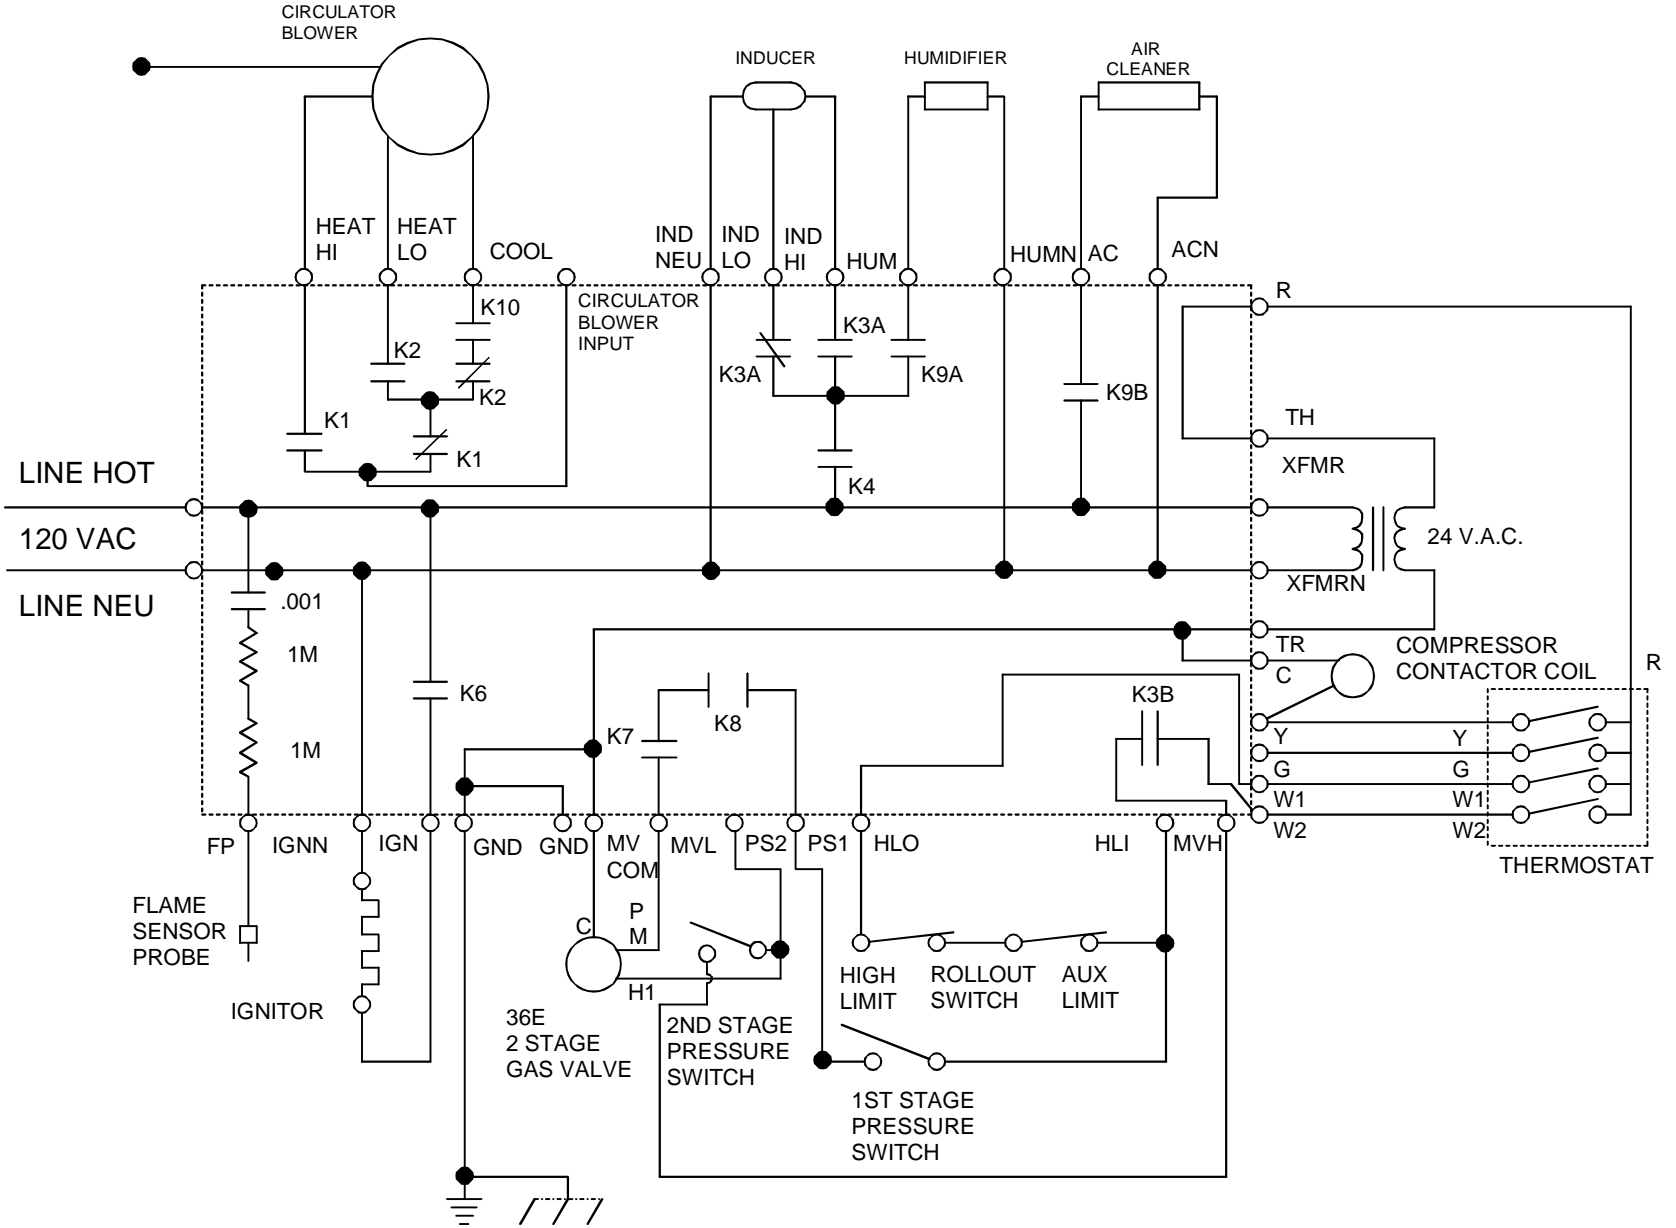 CIRCULATOR
BLOWER
INDUCER
HUMIDIFIER
AIR
CLEANER
HEAT
HI
HEAT
LO
COOL
IND
NEU
IND
LO
IND
HI
HUM
HUMN
AC
ACN
CIRCULATOR
BLOWER
INPUT
K10
K2
K2
K1
K1
K3A
K3A
K9A
K9B
K4
R
TH
XFMR
24 V.A.C.
XFMRN
LINE HOT
120 VAC
LINE NEU
.001
1M
1M
K6
K7
K8
K3B
TR
C
COMPRESSOR
CONTACTOR COIL
R
Y
Y
G
G
W1
W1
W2
W2
THERMOSTAT
FP
IGNN
IGN
GND
GND
MV
COM
MVL
PS2
PS1
HLO
HLI
MVH
FLAME
SENSOR
PROBE
IGNITOR
C
P
M
H1
36E
2 STAGE
GAS VALVE
2ND STAGE
PRESSURE
SWITCH
HIGH
LIMIT
ROLLOUT
SWITCH
AUX
LIMIT
1ST STAGE
PRESSURE
SWITCH